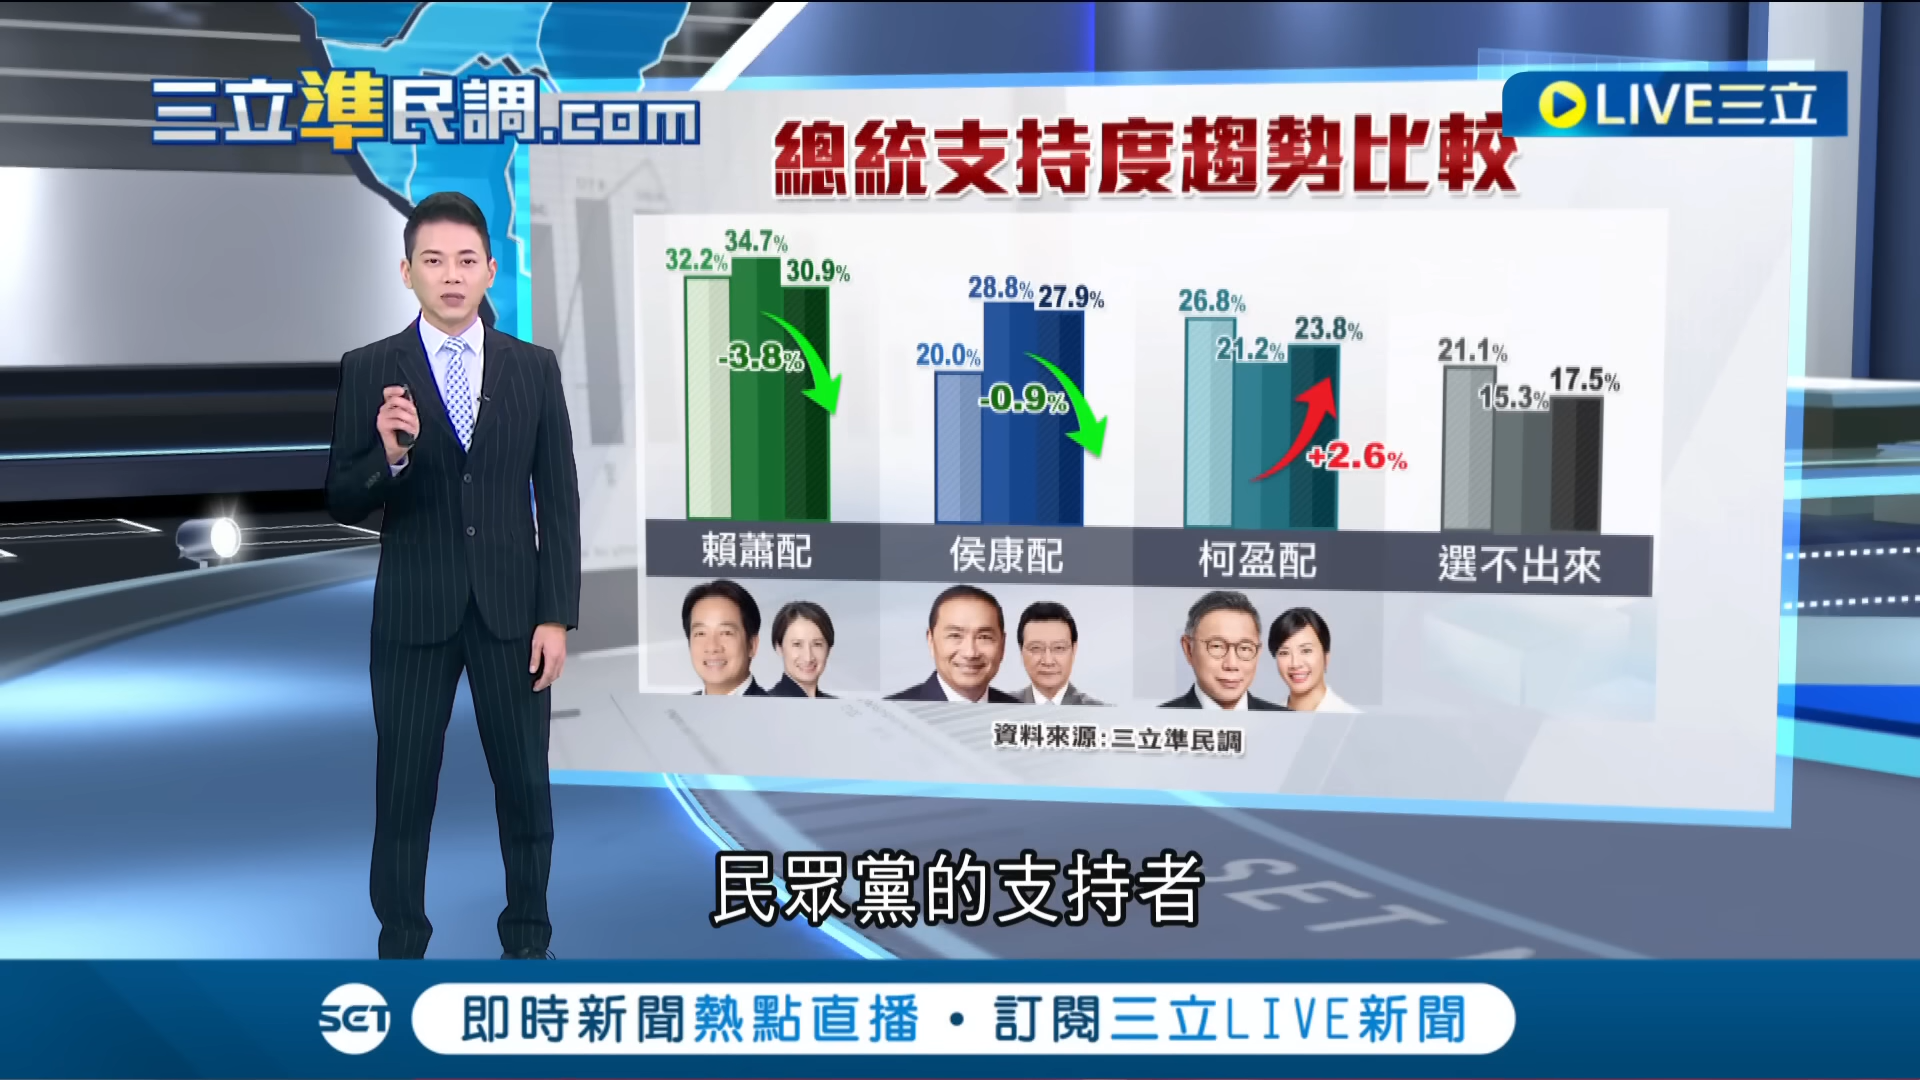 三立準民調.com
LIVE三立
總統支持度趨勢比較
32.2%
34.7%
30.9%
-3.8%
20.0%
28.8%
27.9%
-0.9%
26.8%
21.2%
23.8%
+2.6%
21.1%
15.3%
17.5%
賴蕭配
侯康配
柯盈配
選不出來
資料來源:三立準民調
民眾黨的支持者
SET
SET 即時新聞熱點直播・訂閱三立LIVE新聞